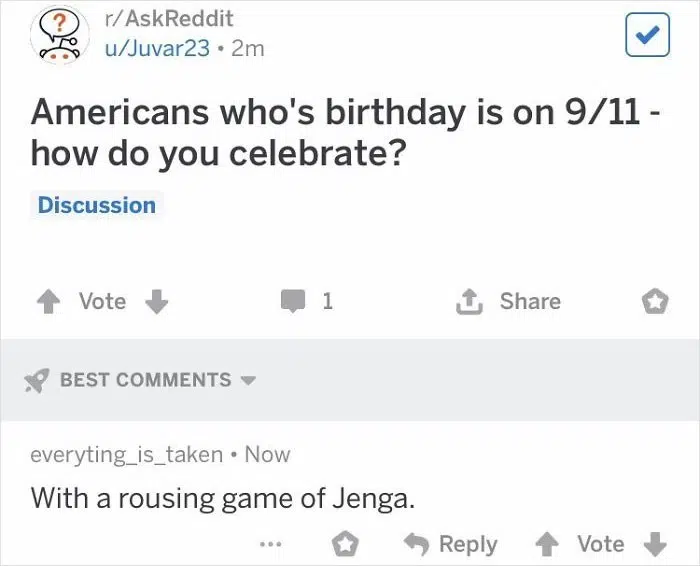 r/AskReddit
u/Juvar23 • 2m
Americans who's birthday is on 9/11 -
how do you celebrate?
Discussion
Vote 1 Share
BEST COMMENTS
everyting_is_taken • Now
With a rousing game of Jenga.
... Reply Vote